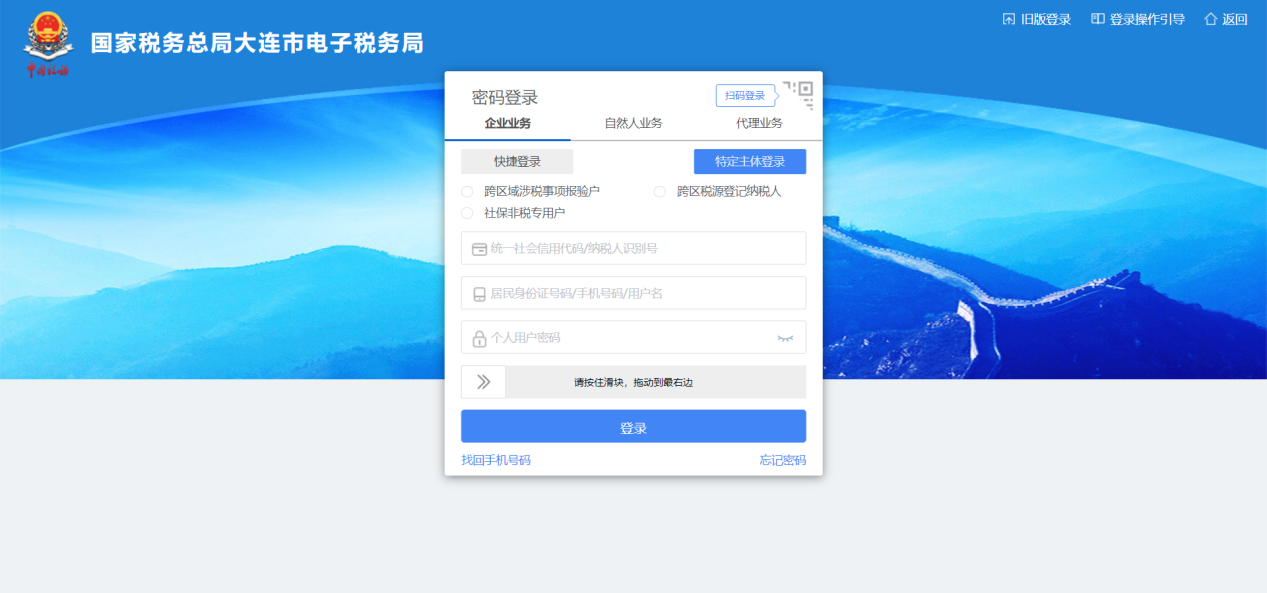 旧版登录 登录操作引导 返回
国家税务总局大连市电子税务局
中国税务
密码登录 扫码登录
企业业务 自然人业务 代理业务
快捷登录 特定主体登录
跨区域涉税事项报验户 跨区税源登记纳税人
社保非税专用户
统一社会信用代码/纳税人识别号
居民身份证号码/手机号码/用户名
个人用户密码
请按住滑块，拖动到最右边
登录
找回手机号码 忘记密码